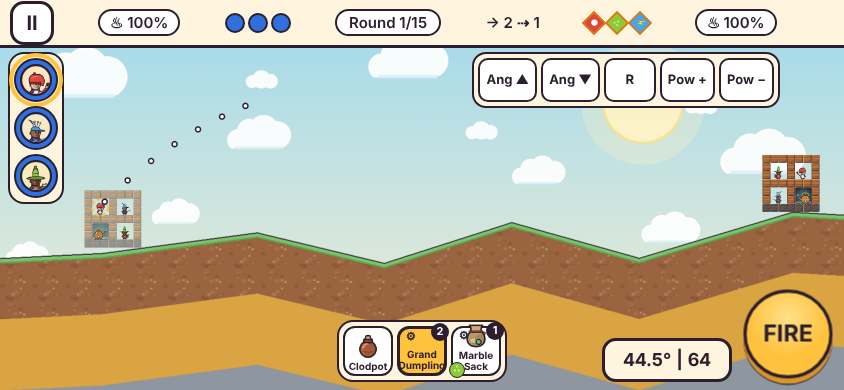 ♨ 100%
Round 1/15
→ 2 ⇢ 1
♨ 100%
Ang ▲
Ang ▼
R
Pow +
Pow −
Clodpot
2
Grand
Dumpling
1
Marble
Sack
44.5° | 64
FIRE